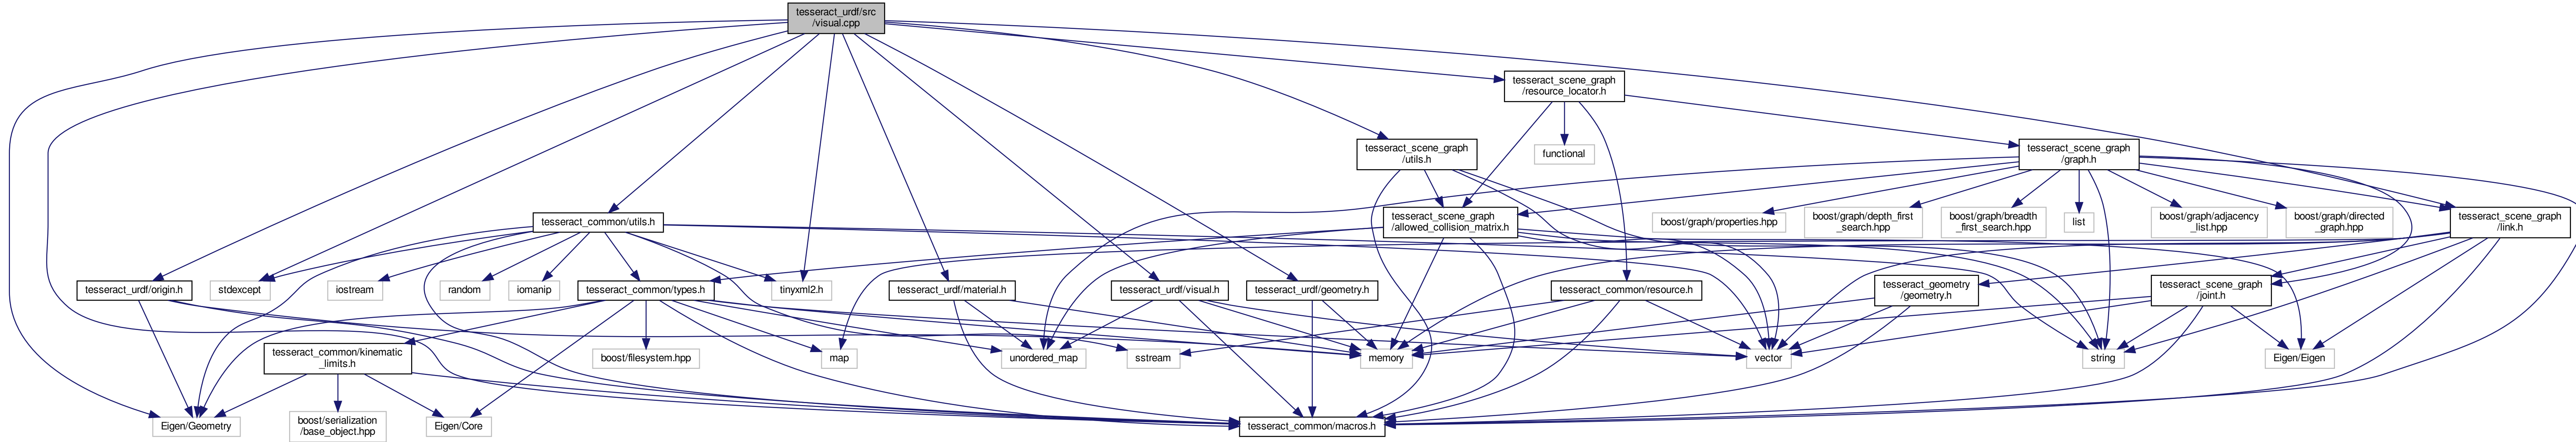 tesseract_urdf/src
/visual.cpp
tesseract_scene_graph
/resource_locator.h
tesseract_scene_graph
/utils.h
functional
tesseract_scene_graph
/graph.h
tesseract_common/utils.h
tesseract_scene_graph
/allowed_collision_matrix.h
boost/graph/properties.hpp
boost/graph/depth_first
_search.hpp
boost/graph/breadth
_first_search.hpp
list
boost/graph/adjacency
_list.hpp
boost/graph/directed
_graph.hpp
tesseract_scene_graph
/link.h
tesseract_urdf/origin.h
stdexcept
iostream
random
iomanip
tesseract_common/types.h
tinyxml2.h
tesseract_urdf/material.h
tesseract_urdf/visual.h
tesseract_urdf/geometry.h
tesseract_common/resource.h
tesseract_geometry
/geometry.h
tesseract_scene_graph
/joint.h
tesseract_common/kinematic
_limits.h
boost/filesystem.hpp
map
unordered_map
sstream
memory
vector
string
Eigen/Eigen
Eigen/Geometry
boost/serialization
/base_object.hpp
Eigen/Core
tesseract_common/macros.h